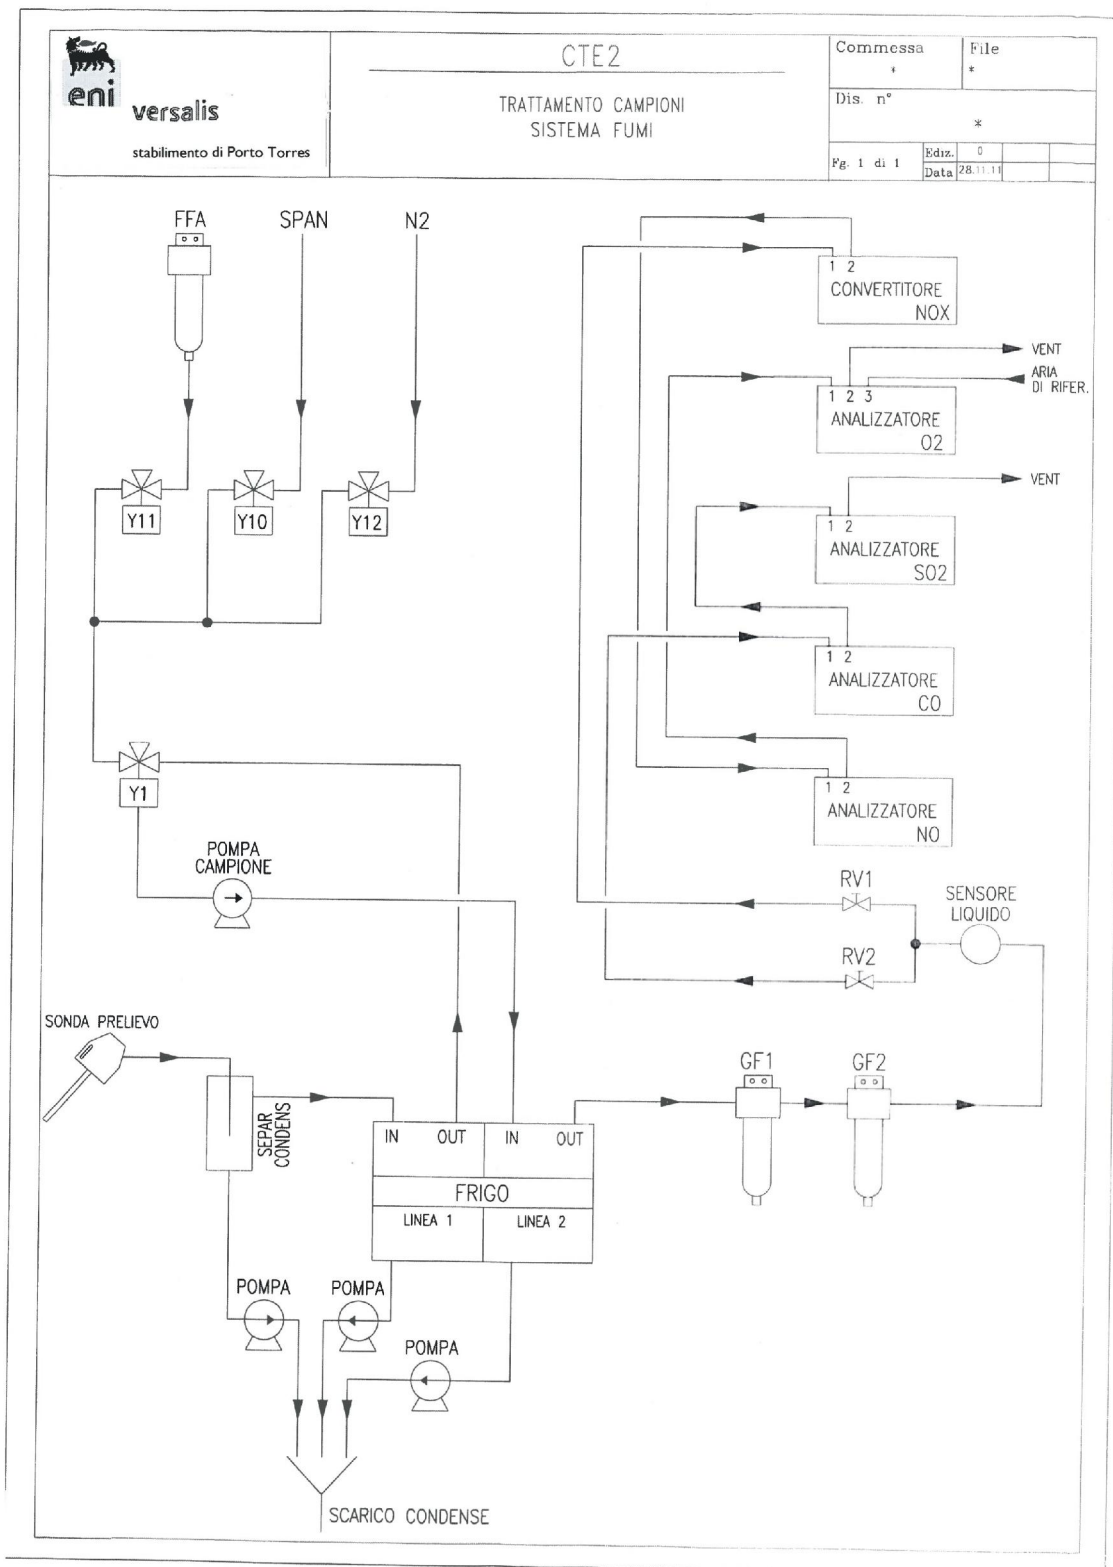 eni
versalis
stabilimento di Porto Torres
CTE2
TRATTAMENTO CAMPIONI
SISTEMA FUMI
Commessa
*
File
*
Dis. n°
*
Fg. 1 di 1
Ediz. 0
Data 28.11.11
FFA
SPAN
N2
Y11
Y10
Y12
Y1
POMPA
CAMPIONE
SONDA PRELIEVO
SEPAR
CONDENS
IN OUT IN OUT
FRIGO
LINEA 1 LINEA 2
POMPA
POMPA
POMPA
SCARICO CONDENSE
1 2
CONVERTITORE
NOX
VENT
ARIA
DI RIFER.
1 2 3
ANALIZZATORE
O2
VENT
1 2
ANALIZZATORE
SO2
1 2
ANALIZZATORE
CO
1 2
ANALIZZATORE
NO
RV1
SENSORE
LIQUIDO
RV2
GF1
GF2